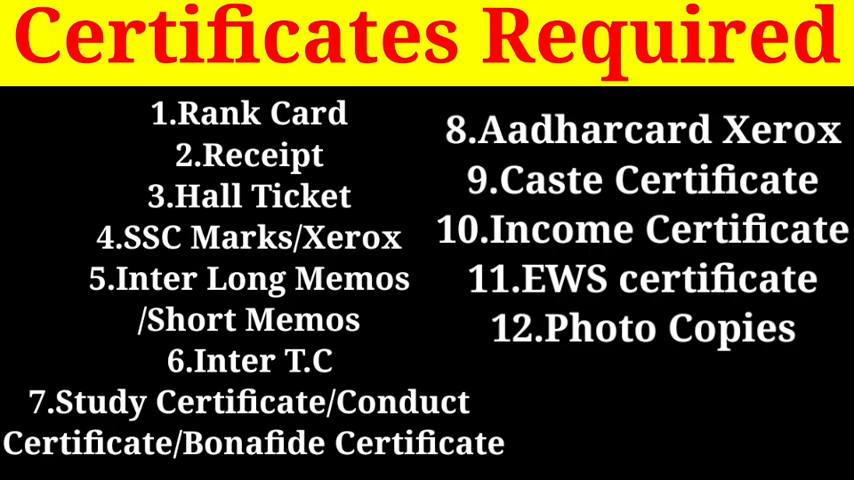 Certificates Required
1.Rank Card
2.Receipt
3.Hall Ticket
4.SSC Marks/Xerox
5.Inter Long Memos
/Short Memos
6.Inter T.C
7.Study Certificate/Conduct
Certificate/Bonafide Certificate
8.Aadharcard Xerox
9.Caste Certificate
10.Income Certificate
11.EWS certificate
12.Photo Copies